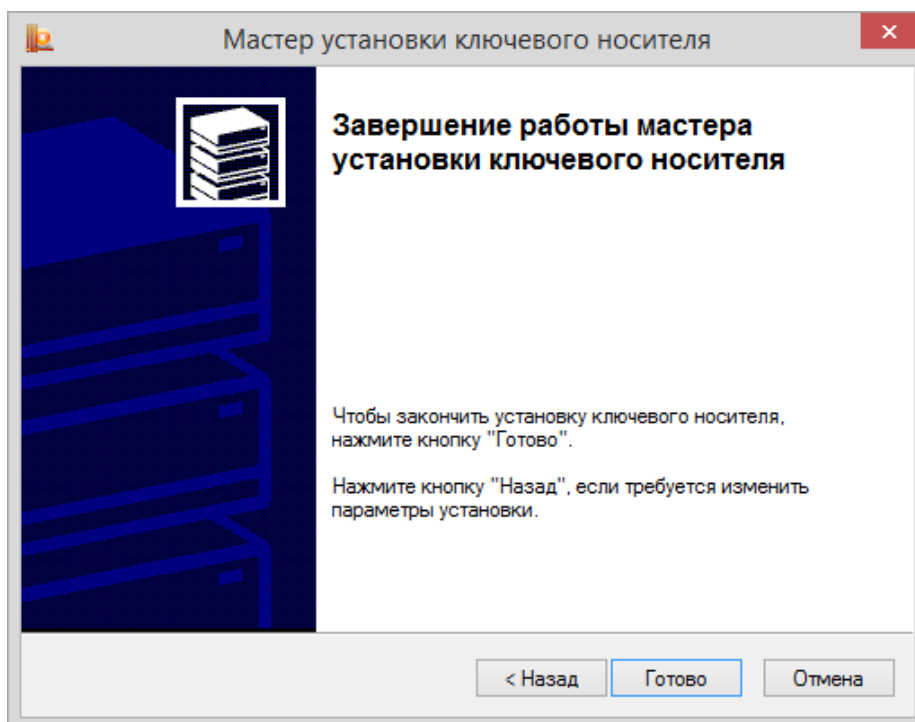 Мастер установки ключевого носителя
Завершение работы мастера
установки ключевого носителя
Чтобы закончить установку ключевого носителя,
нажмите кнопку "Готово".
Нажмите кнопку "Назад", если требуется изменить
параметры установки.
< Назад
Готово
Отмена